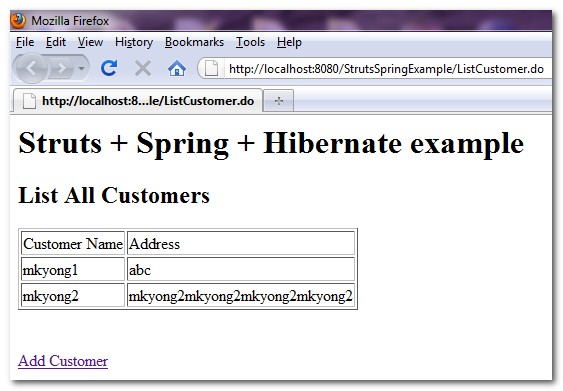 Mozilla Firefox
File Edit View History Bookmarks Tools Help
http://localhost:8080/StrutsSpringExample/ListCustomer.do
http://localhost:8...le/ListCustomer.do
Struts + Spring + Hibernate example
List All Customers
Customer Name Address
mkyong1 abc
mkyong2 mkyong2mkyong2mkyong2mkyong2
Add Customer